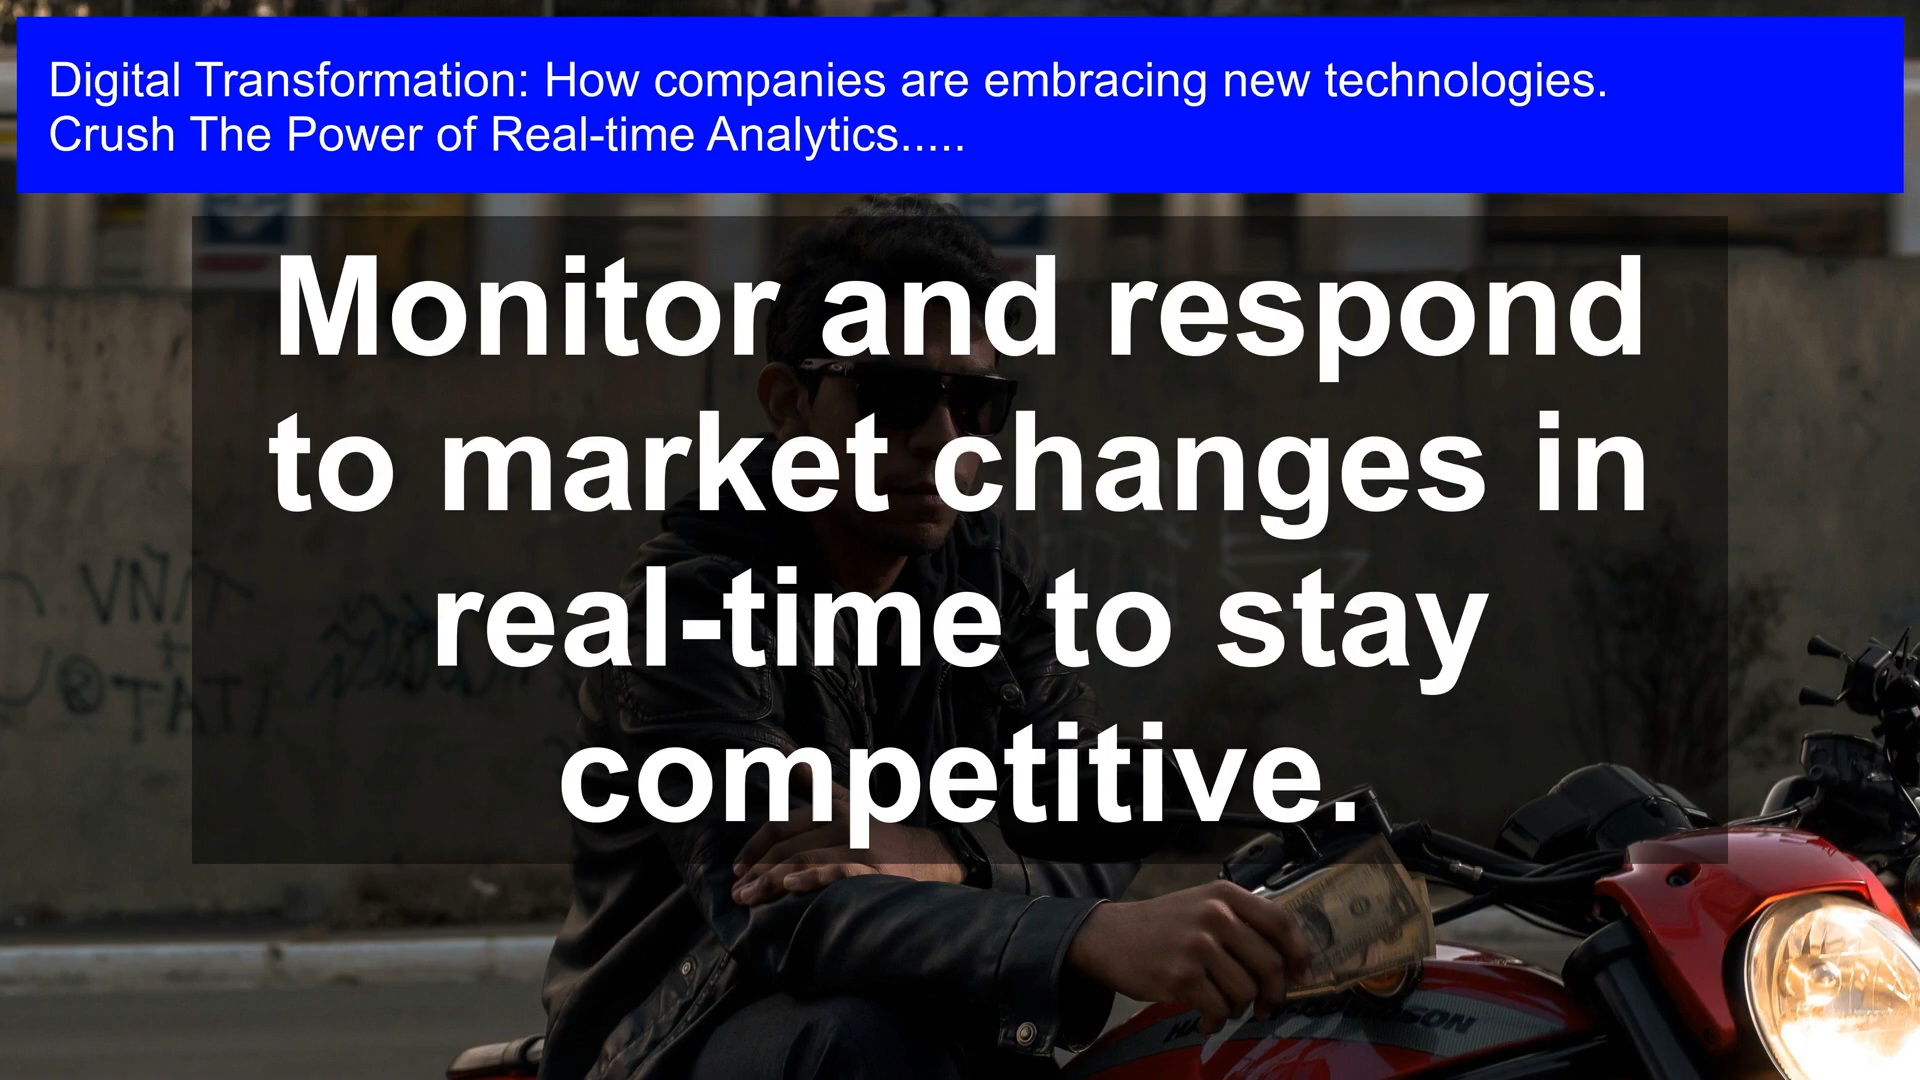 Digital Transformation: How companies are embracing new technologies.
Crush The Power of Real-time Analytics.....
Monitor and respond
to market changes in
real-time to stay
competitive.
VNAT